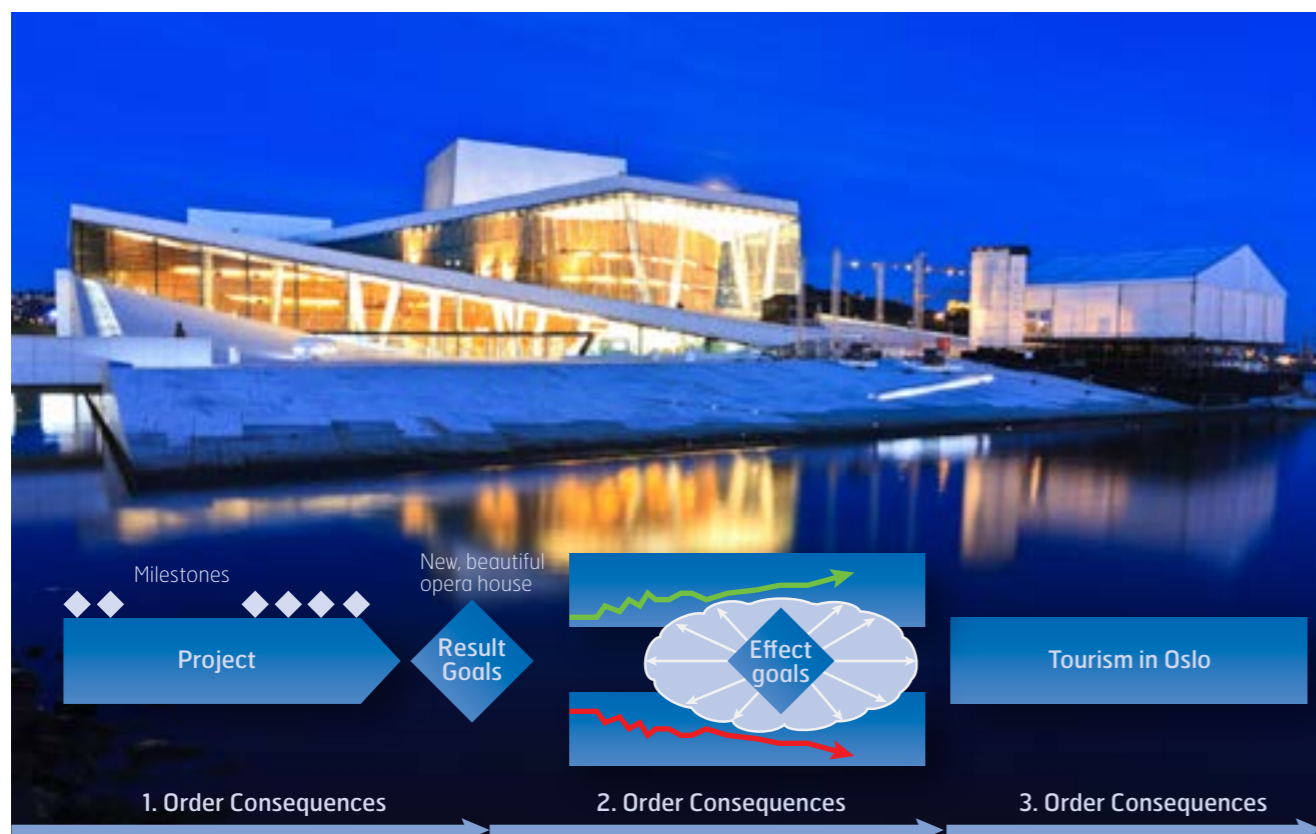 Milestones
New, beautiful
opera house
Project
Result
Goals
Effect
goals
Tourism in Oslo
1. Order Consequences
2. Order Consequences
3. Order Consequences